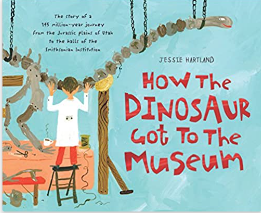 The story of a
145 million-year journey
from the Jurassic plains of Utah
to the halls of the
Smithsonian Institution
JESSIE HARTLAND
HOW THE
DINOSAUR
GOT TO THE
MUSEUM